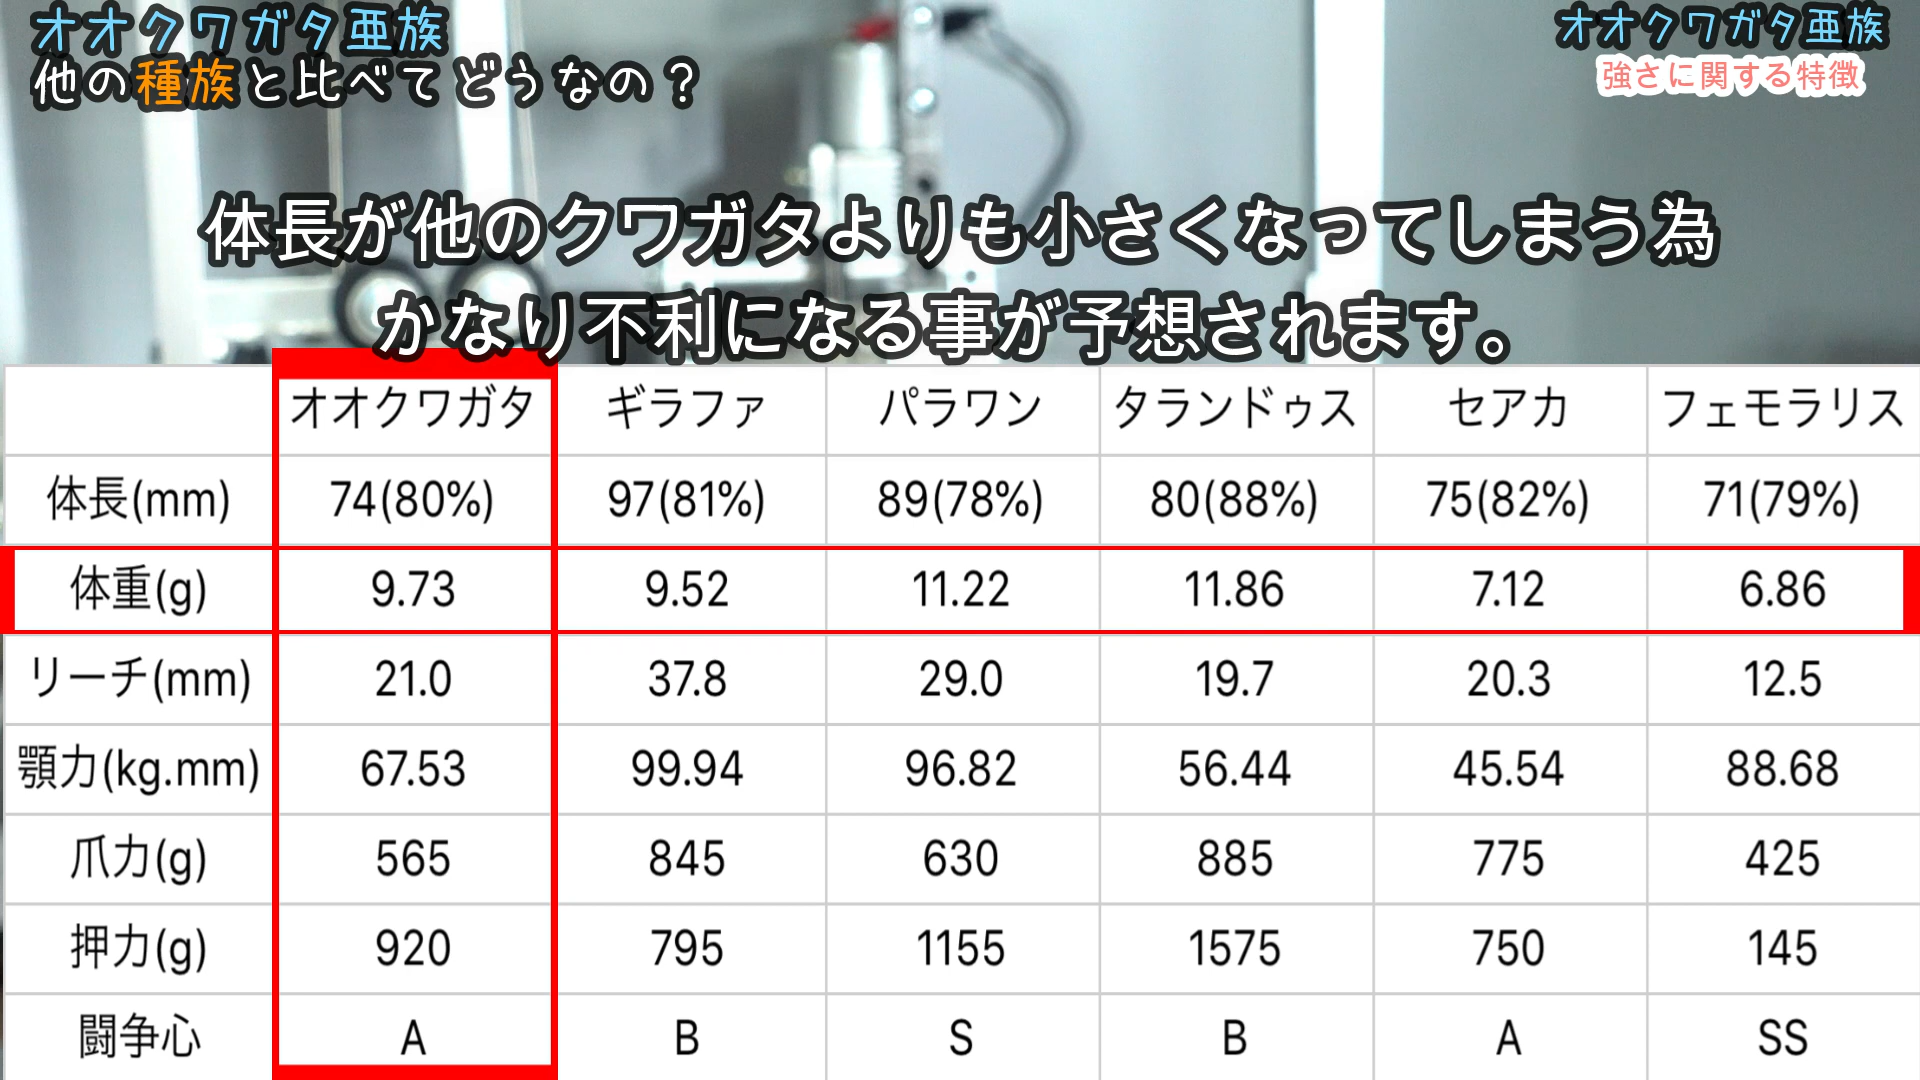 オオクワガタ亜族
他の種族と比べてどうなの？
オオクワガタ亜族
強さに関する特徴
体長が他のクワガタよりも小さくなってしまう為
かなり不利になる事が予想されます。
オオクワガタ ギラファ パラワン タランドゥス セアカ フェモラリス
体長(mm) 74(80%) 97(81%) 89(78%) 80(88%) 75(82%) 71(79%)
体重(g) 9.73 9.52 11.22 11.86 7.12 6.86
リーチ(mm) 21.0 37.8 29.0 19.7 20.3 12.5
顎力(kg.mm) 67.53 99.94 96.82 56.44 45.54 88.68
爪力(g) 565 845 630 885 775 425
押力(g) 920 795 1155 1575 750 145
闘争心 A B S B A SS